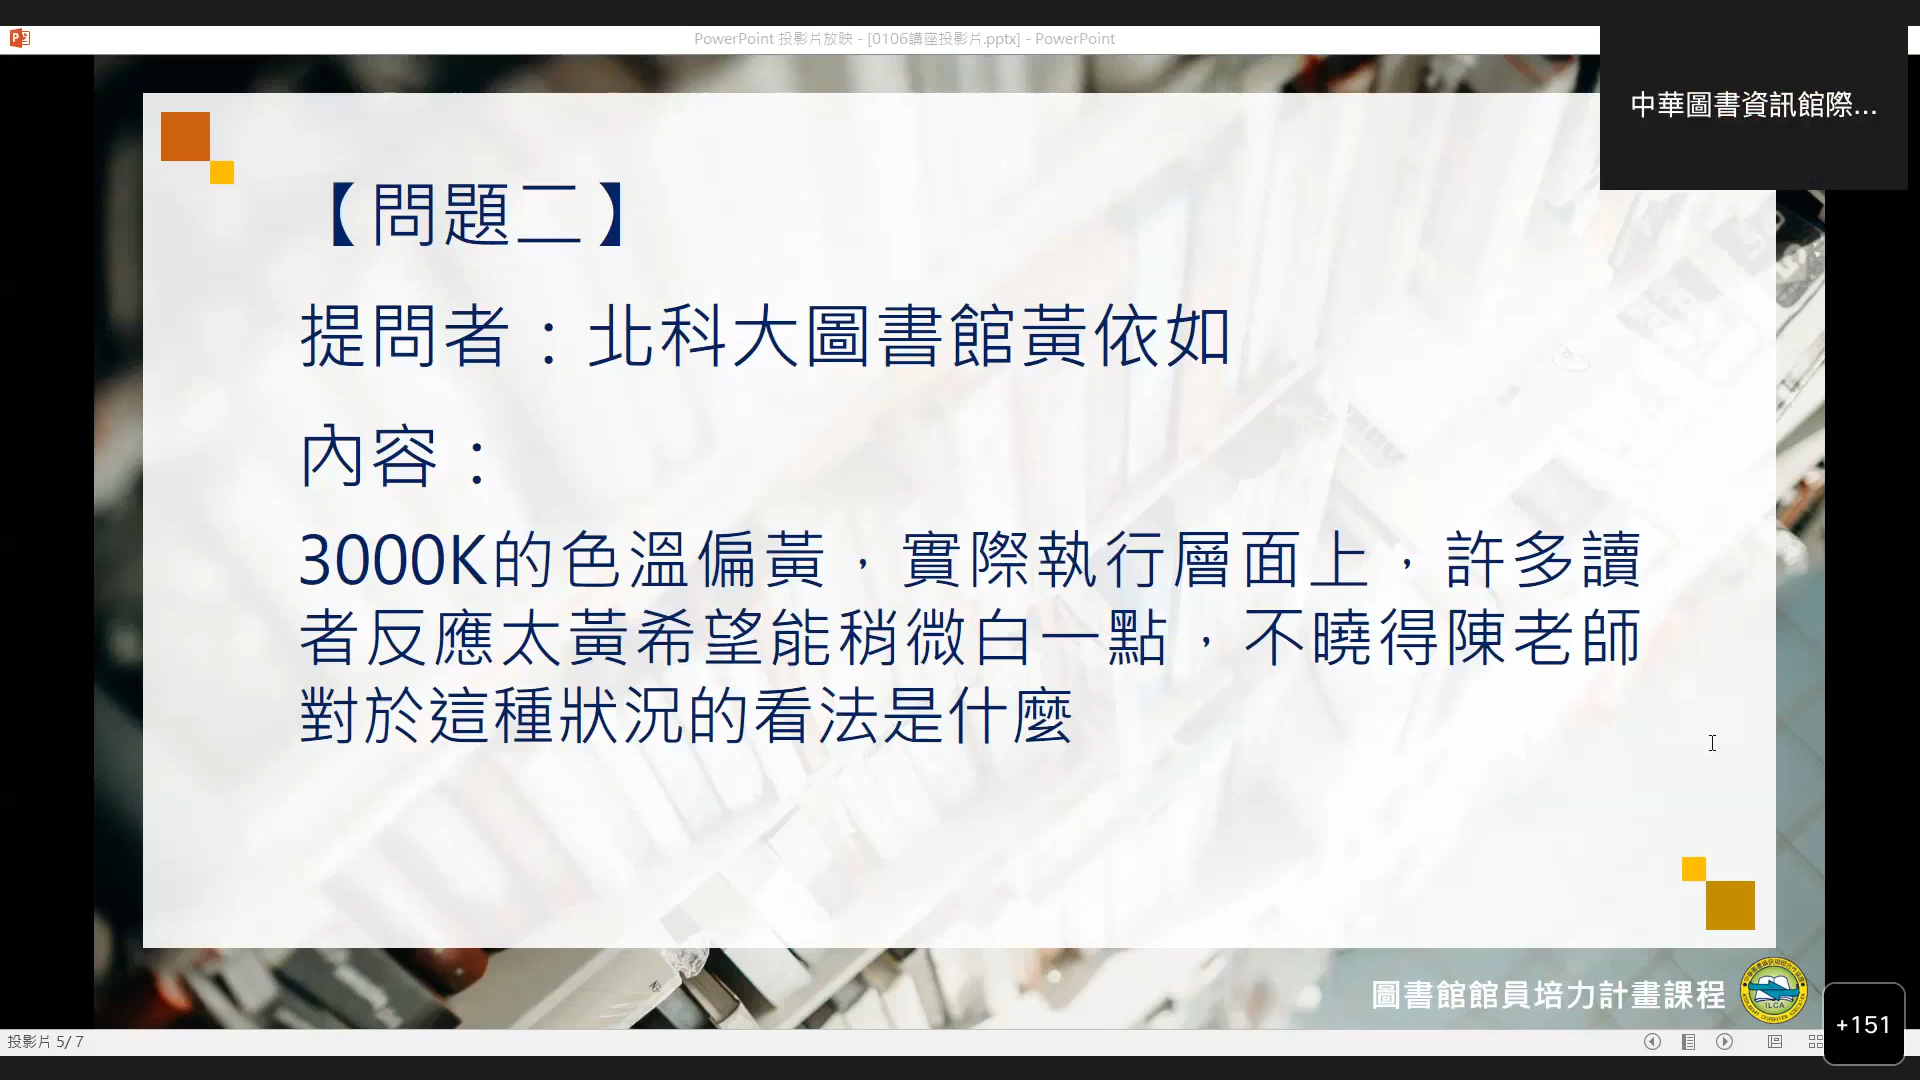 PowerPoint 投影片放映 - [0106講座投影片.pptx] - PowerPoint
中華圖書資訊館際...
【問題二】
提問者：北科大圖書館黃依如
內容：
3000K的色溫偏黃，實際執行層面上，許多讀
者反應太黃希望能稍微白一點，不曉得陳老師
對於這種狀況的看法是什麼
圖書館館員培力計畫課程
ILCA
+151
投影片 5/ 7